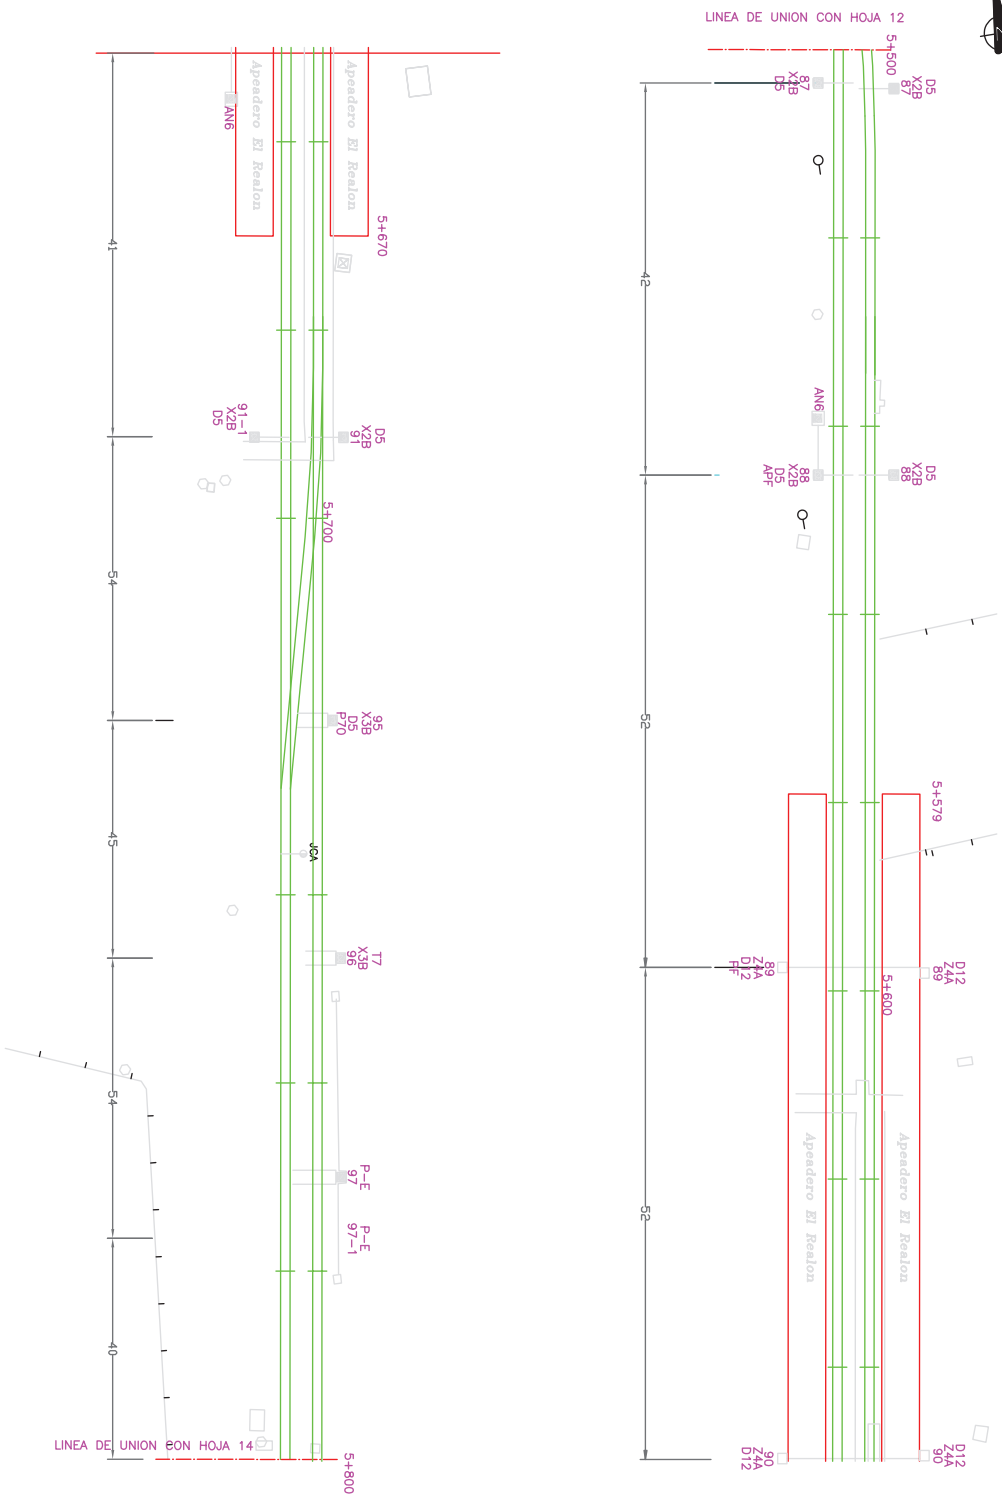 LINEA DE UNION CON HOJA 12
5+500
87
X2B
D5
D5
X2B
87
42
AN6
88
X2B
D5
APF
D5
X2B
88
52
5+579
89
Z4A
D12
FF
D12
Z4A
89
5+600
Apeadero El Realon
Apeadero El Realon
52
90
Z4A
D12
D12
Z4A
90
Apeadero El Realon
Apeadero El Realon
AN6
5+670
41
91-1
X2B
D5
D5
X2B
91
5+700
54
95
X3B
D5
P70
45
JCA
T7
X3B
96
54
P-E
97
P-E
97-1
40
LINEA DE UNION CON HOJA 14
5+800